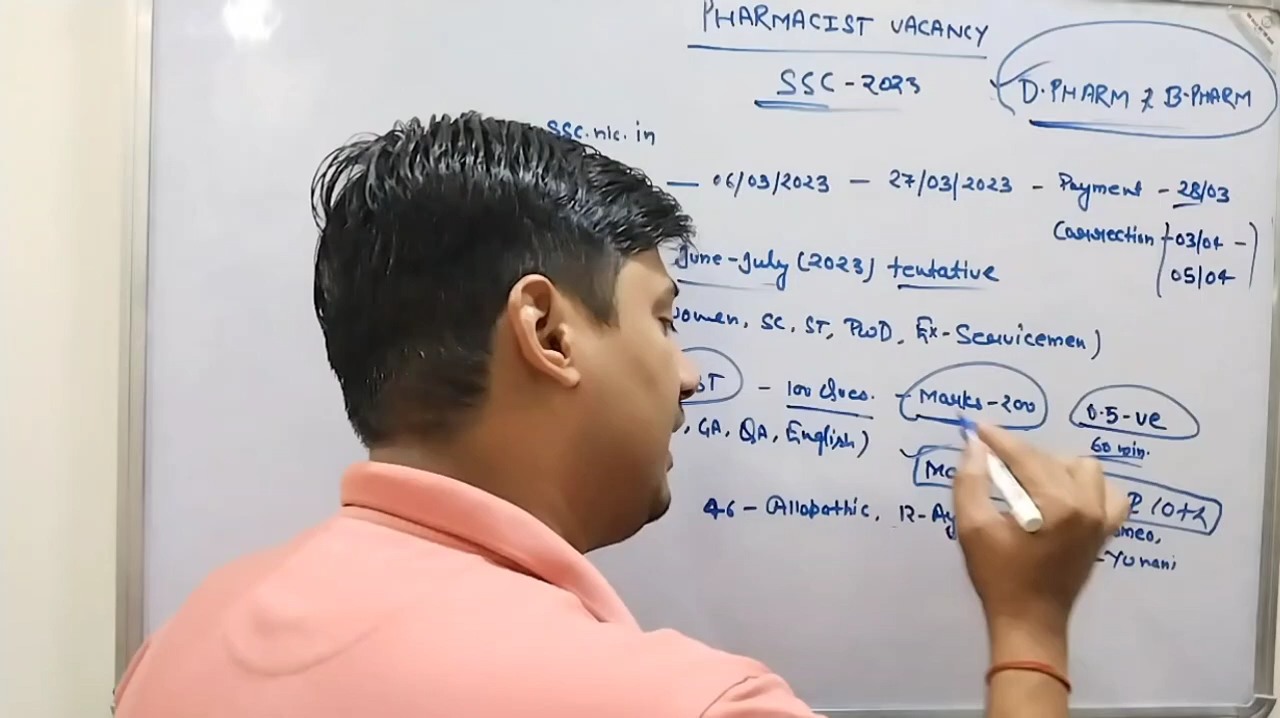 PHARMACIST VACANCY
SSC - 2023
D.PHARM & B.PHARM
ssc.nic.in
— 06/03/2023 — 27/03/2023 - Payment - 28/03
Correction - 03/04 -
05/04
June-July (2023) tentative
women, SC, ST, PWD, Ex-Servicemen)
- 100 Ques. - Marks-200
0.5-ve
60 min.
, GA, QA, English)
10th
46 - Allopathic, 12-Ay
-Yunani